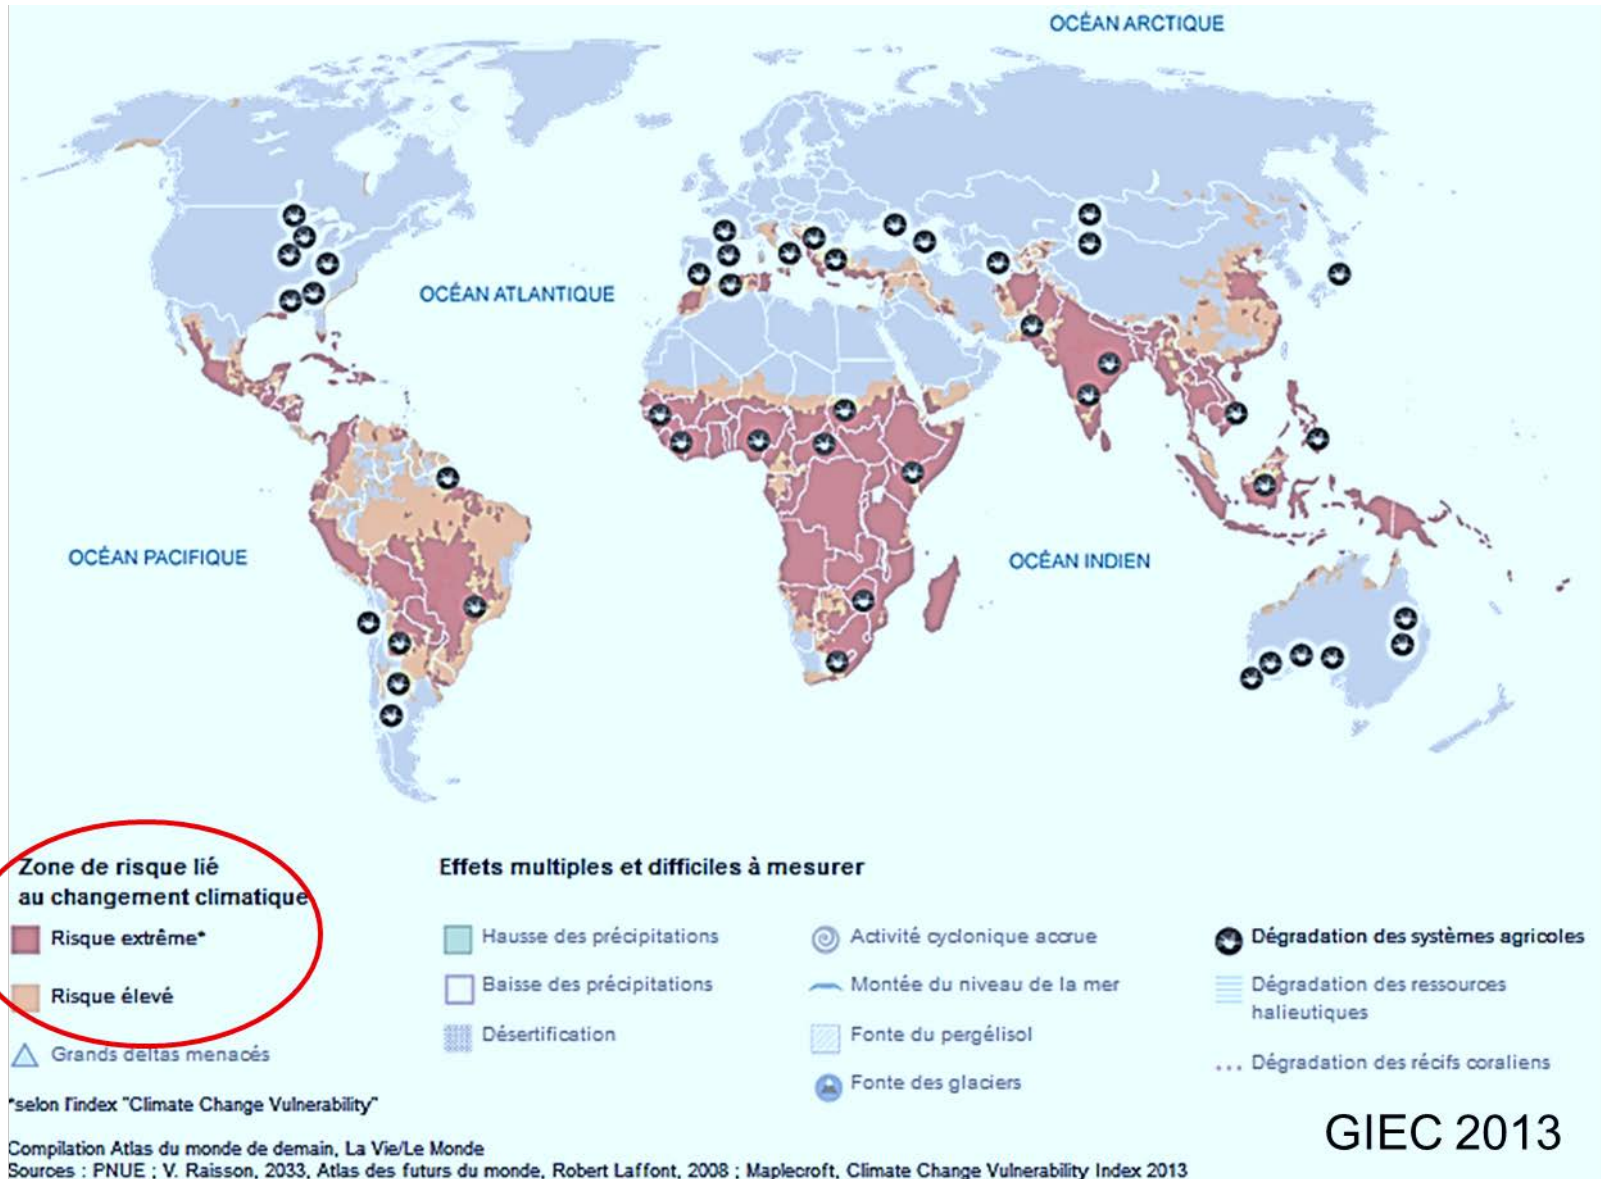 OCÉAN ARCTIQUE
OCÉAN ATLANTIQUE
OCÉAN PACIFIQUE
OCÉAN INDIEN
Zone de risque lié
au changement climatique
Risque extrême*
Risque élevé
Grands deltas menacés
Effets multiples et difficiles à mesurer
Hausse des précipitations
Baisse des précipitations
Désertification
Activité cyclonique accrue
Montée du niveau de la mer
Fonte du pergélisol
Fonte des glaciers
Dégradation des systèmes agricoles
Dégradation des ressources
halieutiques
Dégradation des récifs coraliens
*selon l'index "Climate Change Vulnerability"
GIEC 2013
Compilation Atlas du monde de demain, La Vie/Le Monde
Sources : PNUE ; V. Raisson, 2033, Atlas des futurs du monde, Robert Laffont, 2008 ; Maplecroft, Climate Change Vulnerability Index 2013